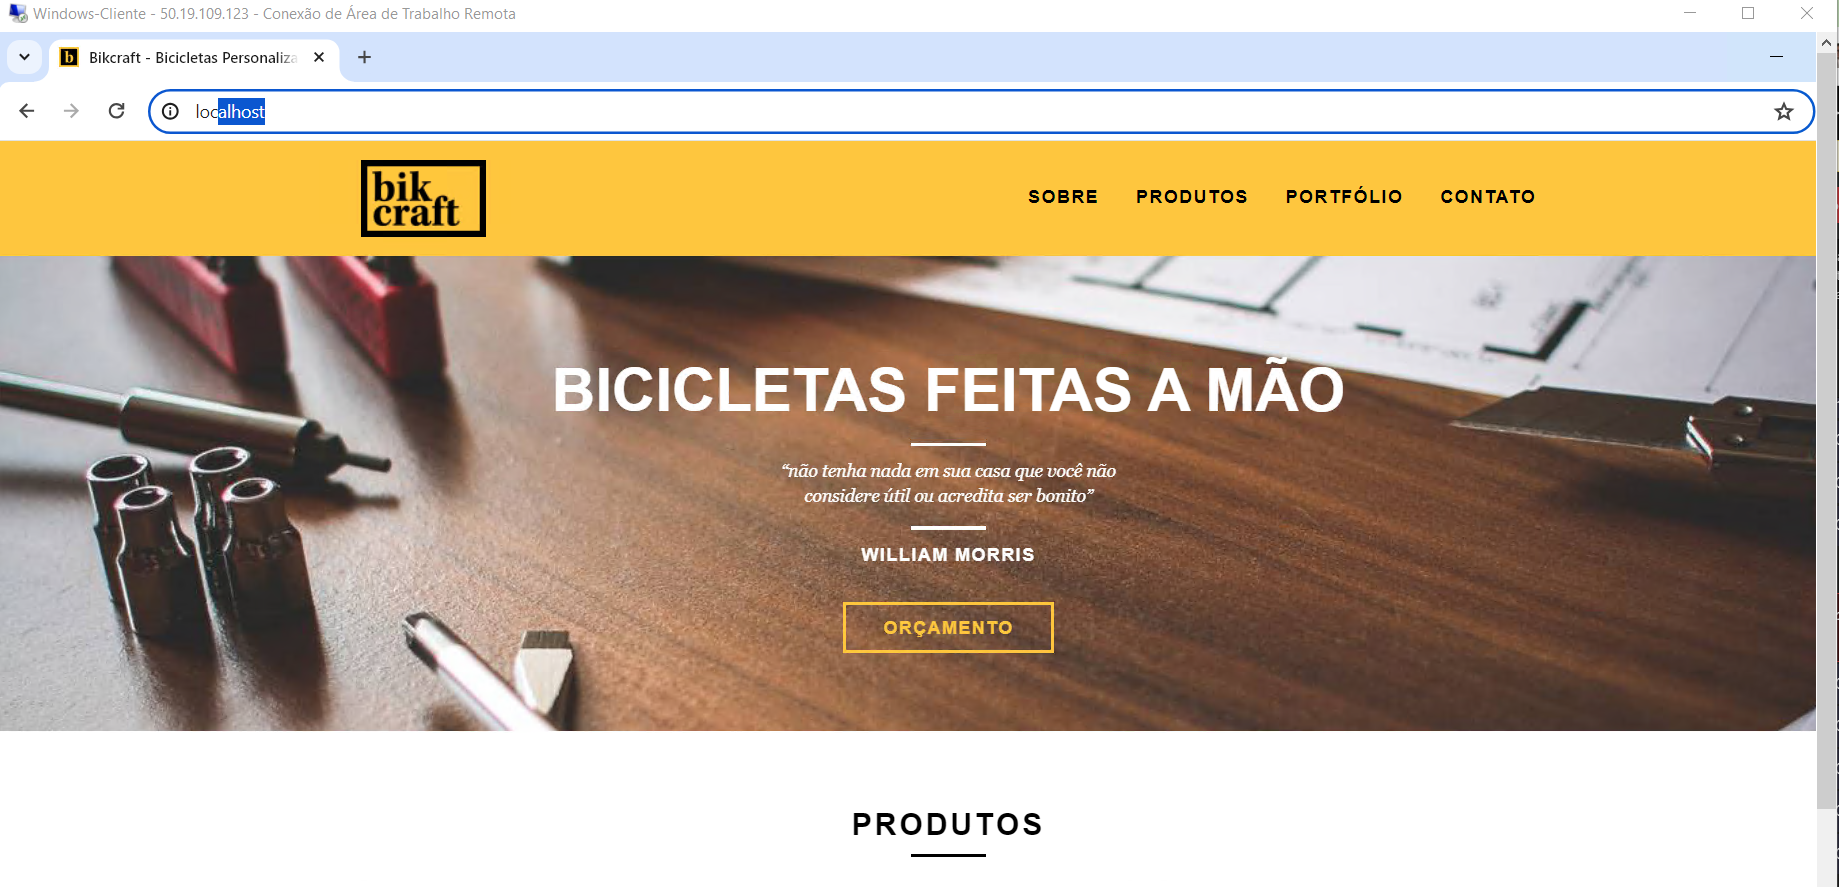 Windows-Cliente - 50.19.109.123 - Conexão de Área de Trabalho Remota
b Bikcraft - Bicicletas Personaliza
localhost
bik
craft
SOBRE PRODUTOS PORTFÓLIO CONTATO
BICICLETAS FEITAS A MÃO
“não tenha nada em sua casa que você não
considere útil ou acredita ser bonito”
WILLIAM MORRIS
ORÇAMENTO
PRODUTOS